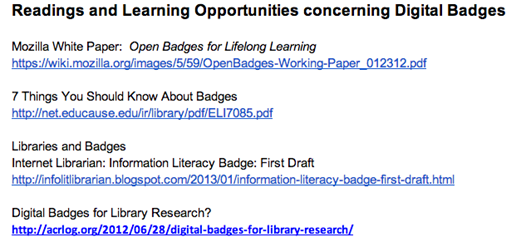 Readings and Learning Opportunities concerning Digital Badges
Mozilla White Paper:  Open Badges for Lifelong Learning
https://wiki.mozilla.org/images/5/59/OpenBadges-Working-Paper_012312.pdf
7 Things You Should Know About Badges
http://net.educause.edu/ir/library/pdf/ELI7085.pdf
Libraries and Badges
Internet Librarian: Information Literacy Badge: First Draft
http://infolitlibrarian.blogspot.com/2013/01/information-literacy-badge-first-draft.html
Digital Badges for Library Research?
http://acrlog.org/2012/06/28/digital-badges-for-library-research/